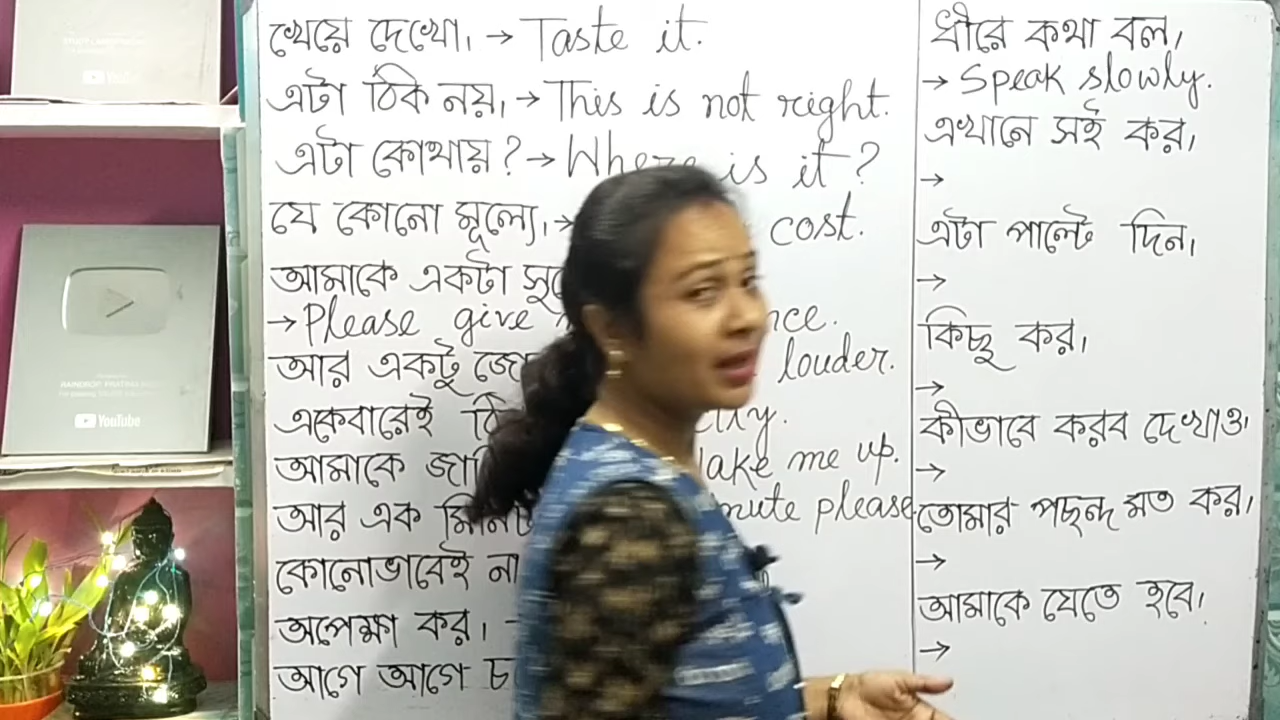 খেয়ে দেখো। → Taste it.
এটা ঠিক নয়। → This is not right.
এটা কোথায়? → Where is it?
যে কোনো মূল্যে। → cost.
আমাকে একটা
→ Please give
আর একটু louder.
একেবারেই
আমাকে me up.
আর এক please
কোনোভাবেই না
অপেক্ষা কর।
আগে আগে
ধীরে কথা বল।
→ Speak slowly.
এখানে সই কর।
→
এটা পাল্টে দিন।
→
কিছু কর।
→
কীভাবে করব দেখাও।
→
তোমার পছন্দ মত কর।
→
আমাকে যেতে হবে।
→
YouTube